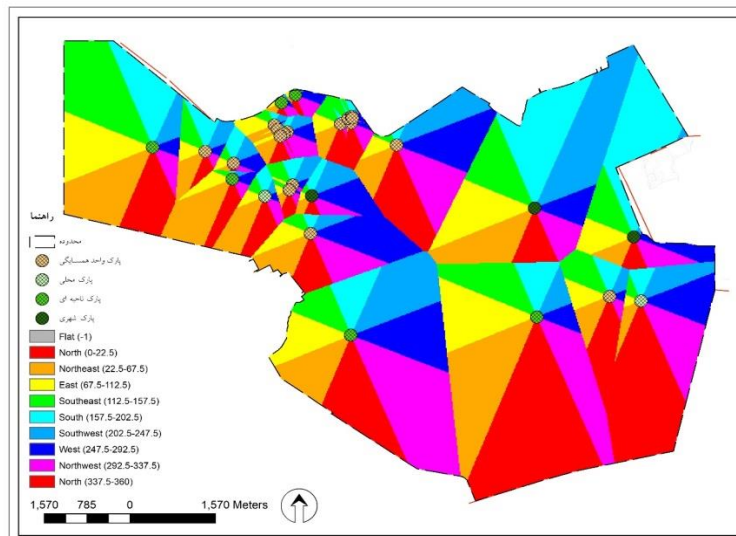 راهنما
محدوده
پارک واحد همسایگی
پارک محلی
پارک ناحیه ای
پارک شهری
Flat (-1)
North (0-22.5)
Northeast (22.5-67.5)
East (67.5-112.5)
Southeast (112.5-157.5)
South (157.5-202.5)
Southwest (202.5-247.5)
West (247.5-292.5)
Northwest (292.5-337.5)
North (337.5-360)
1,570 785 0 1,570 Meters